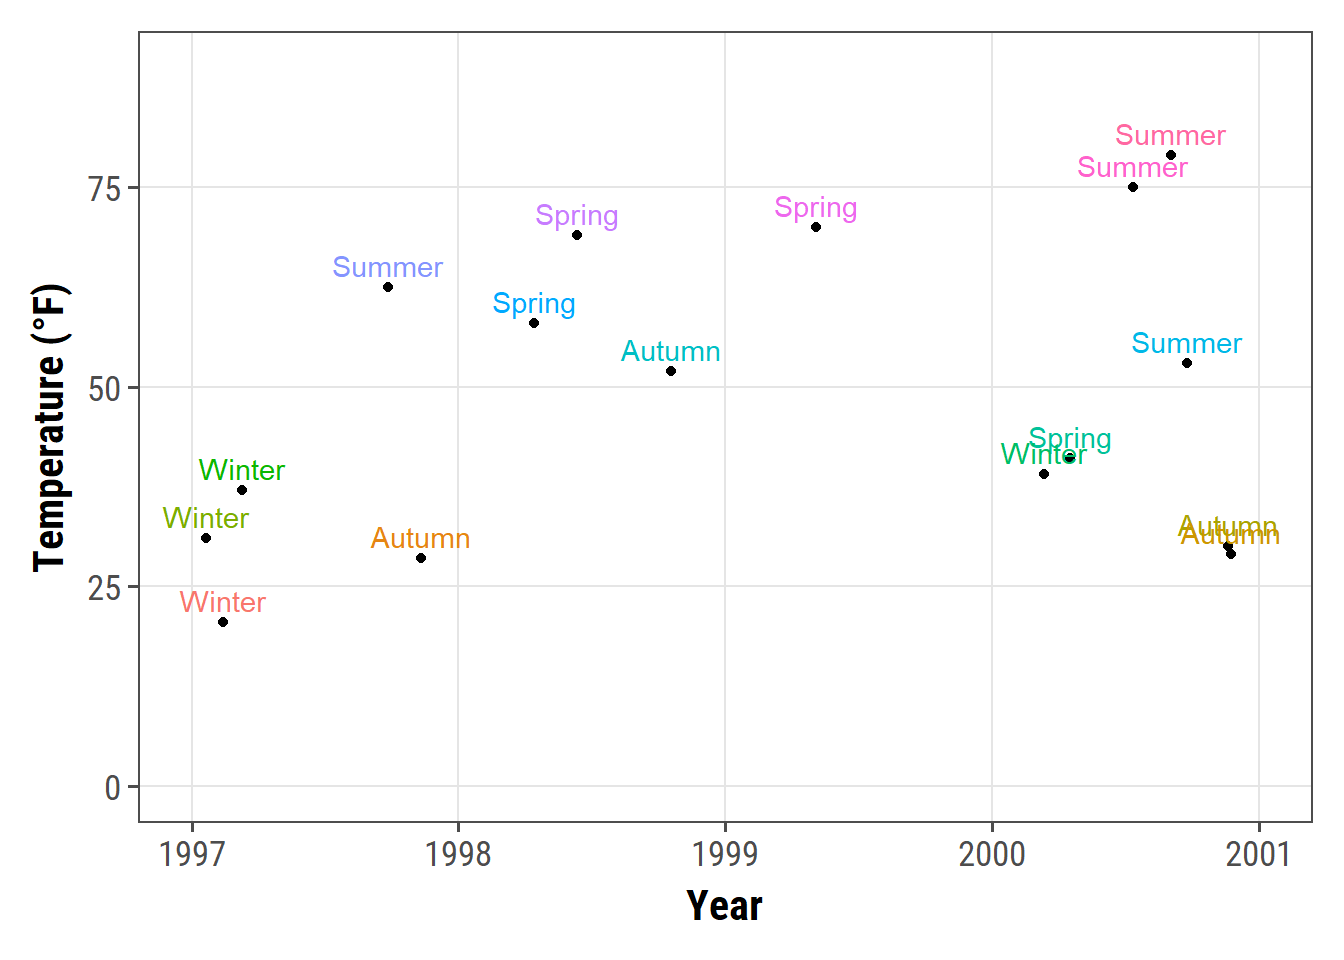 Summer
Summer
75
Spring
Spring
Summer
Spring
Autumn
Summer
50
Spring
Winter
Winter
Winter
Autumn
Autumn
Autumn
25
Winter
0
1997 1998 1999 2000 2001
Year
Temperature (°F)